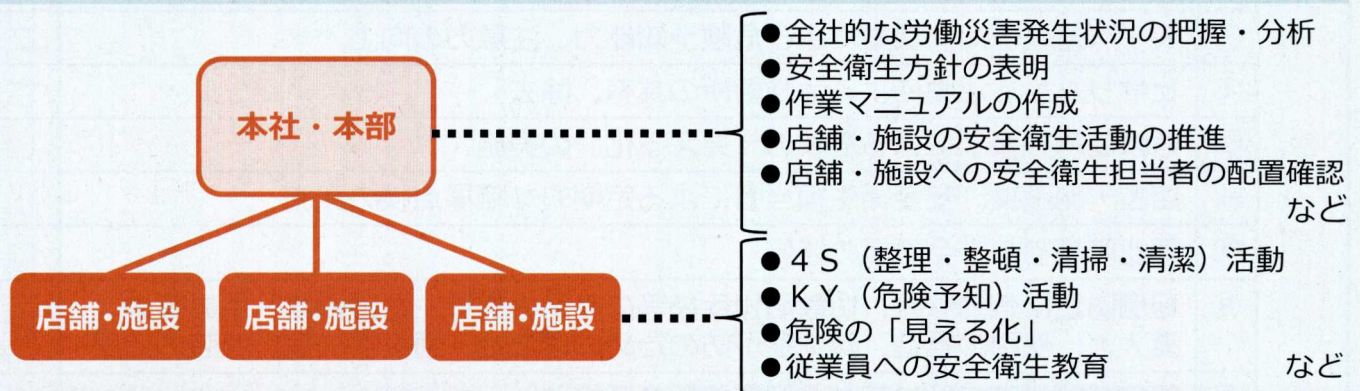 本社・本部
●全社的な労働災害発生状況の把握・分析
●安全衛生方針の表明
●作業マニュアルの作成
●店舗・施設の安全衛生活動の推進
●店舗・施設への安全衛生担当者の配置確認
など
店舗・施設
店舗・施設
店舗・施設
●４Ｓ（整理・整頓・清掃・清潔）活動
●ＫＹ（危険予知）活動
●危険の「見える化」
●従業員への安全衛生教育 など